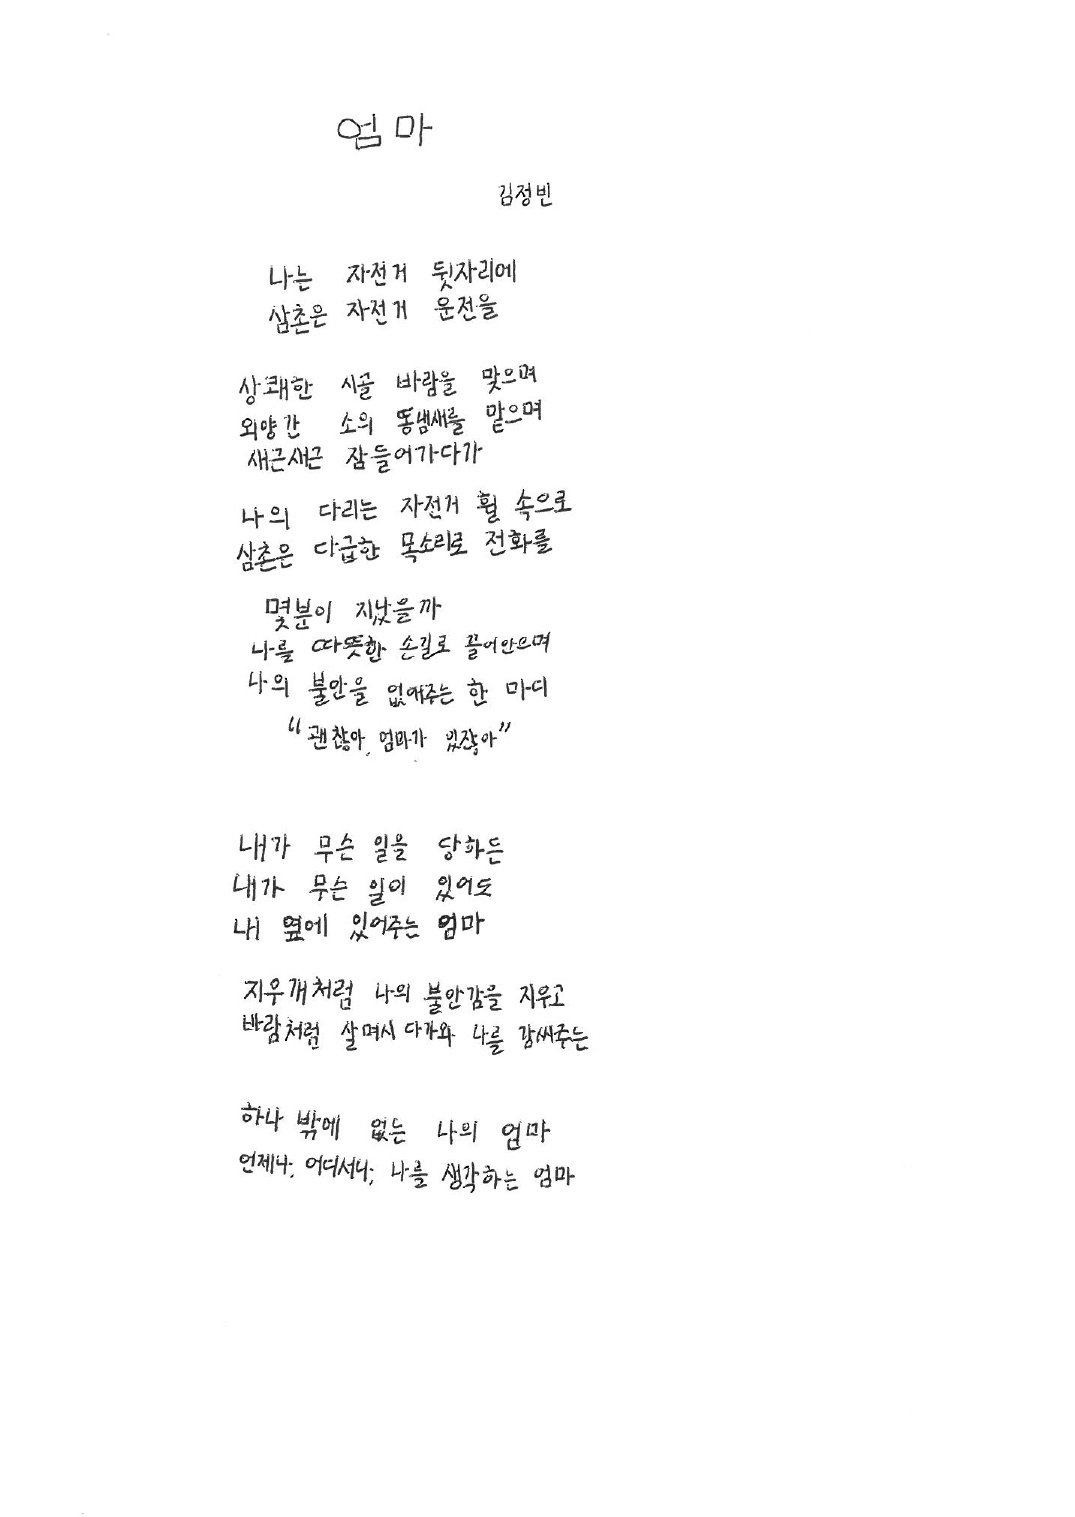 엄마
김정빈
나는 자전거 뒷자리에
삼촌은 자전거 운전을
상쾌한 시골 바람을 맞으며
외양간 소의 똥냄새를 맡으며
새근새근 잠들어가다가
나의 다리는 자전거 휠 속으로
삼촌은 다급한 목소리로 전화를
몇분이 지났을까
나를 따뜻한 손길로 끌어안으며
나의 불안을 없애주는 한 마디
"괜찮아, 엄마가 있잖아"
내가 무슨 일을 당하든
내가 무슨 일이 있어도
내 옆에 있어주는 엄마
지우개처럼 나의 불안감을 지우고
바람처럼 살며시 다가와 나를 감싸주는
하나 밖에 없는 나의 엄마
언제나, 어디서나, 나를 생각하는 엄마